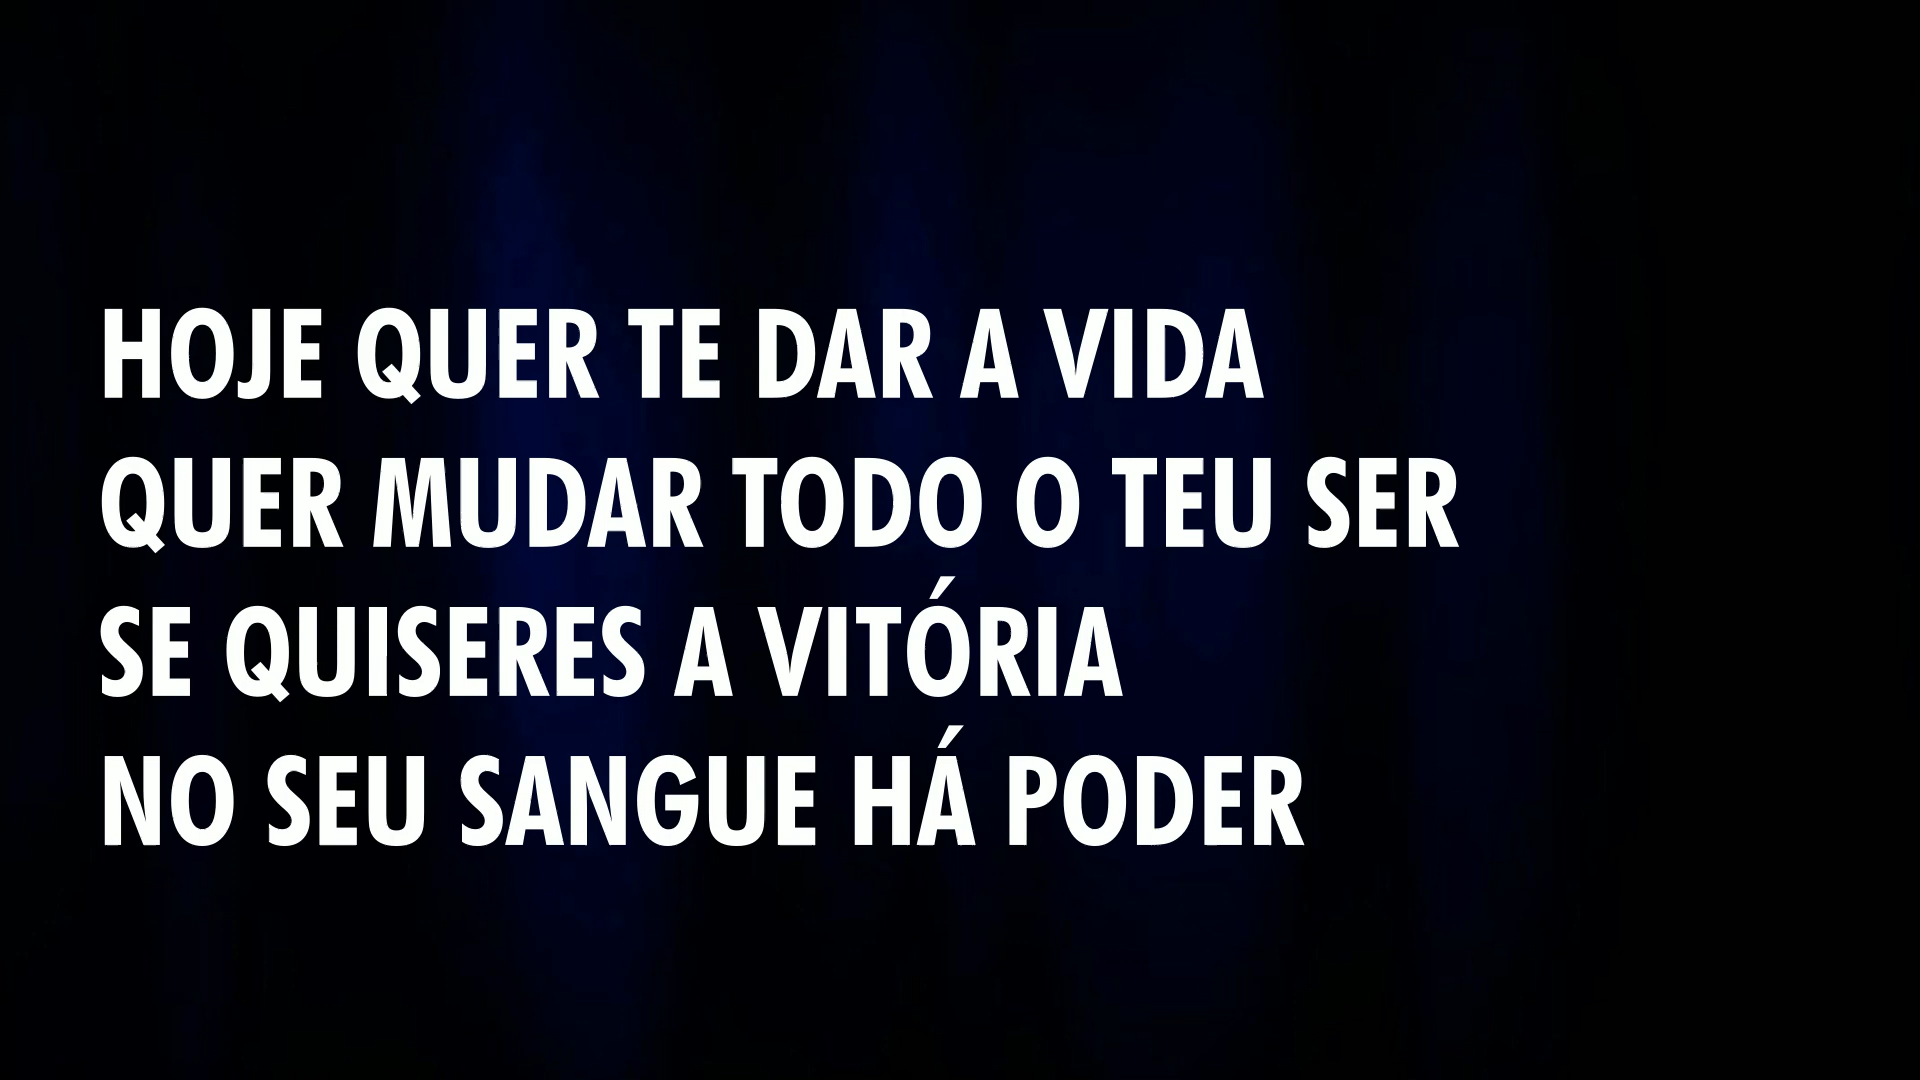 HOJE QUER TE DAR A VIDA
QUER MUDAR TODO O TEU SER
SE QUISERES A VITÓRIA
NO SEU SANGUE HÁ PODER